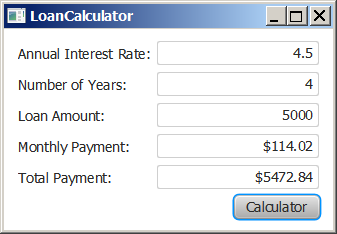 LoanCalculator
Annual Interest Rate: 4.5
Number of Years: 4
Loan Amount: 5000
Monthly Payment: $114.02
Total Payment: $5472.84
Calculator